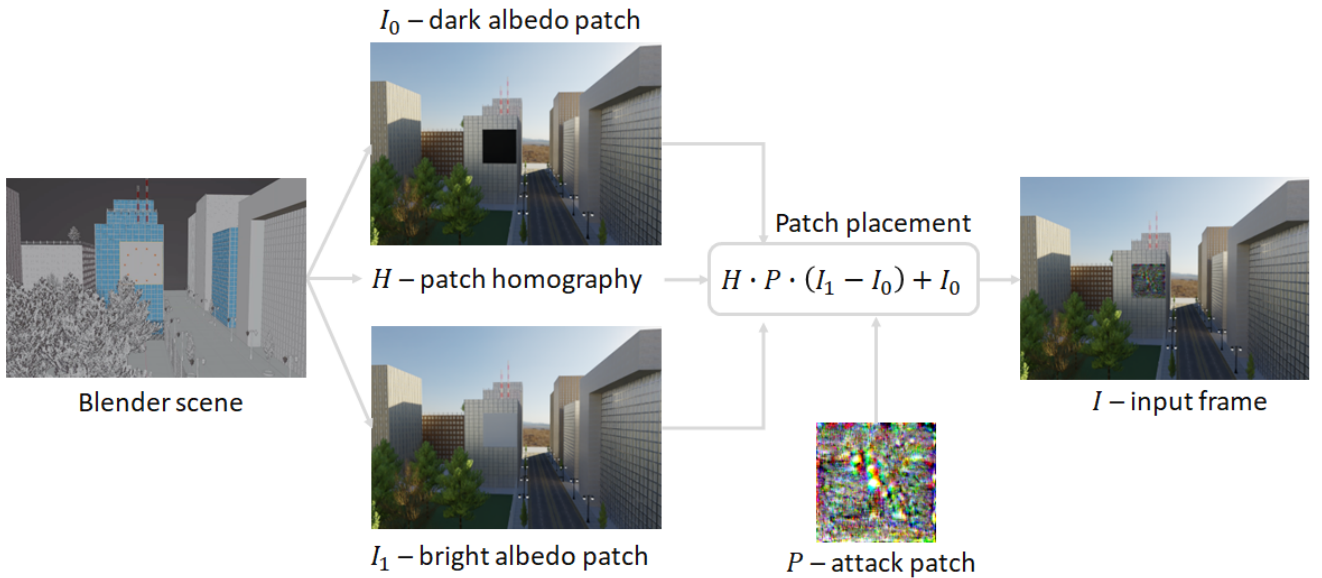 I₀ – dark albedo patch
Patch placement
H – patch homography
H · P · (I₁ − I₀) + I₀
Blender scene
I – input frame
I₁ – bright albedo patch
P – attack patch